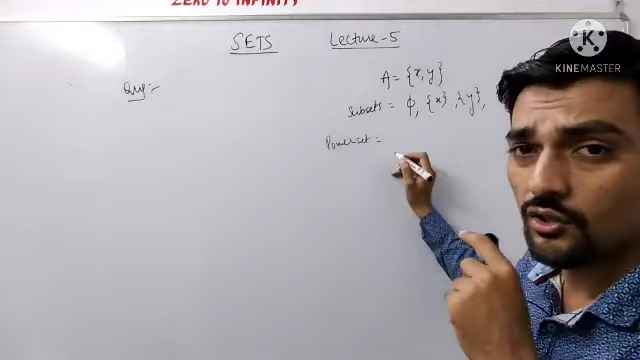 ZERO TO INFINITY
SETS Lecture-5
Que:-
A = {x, y}
Subsets = ϕ, {x}, {y},
Powerset =
KINEMASTER